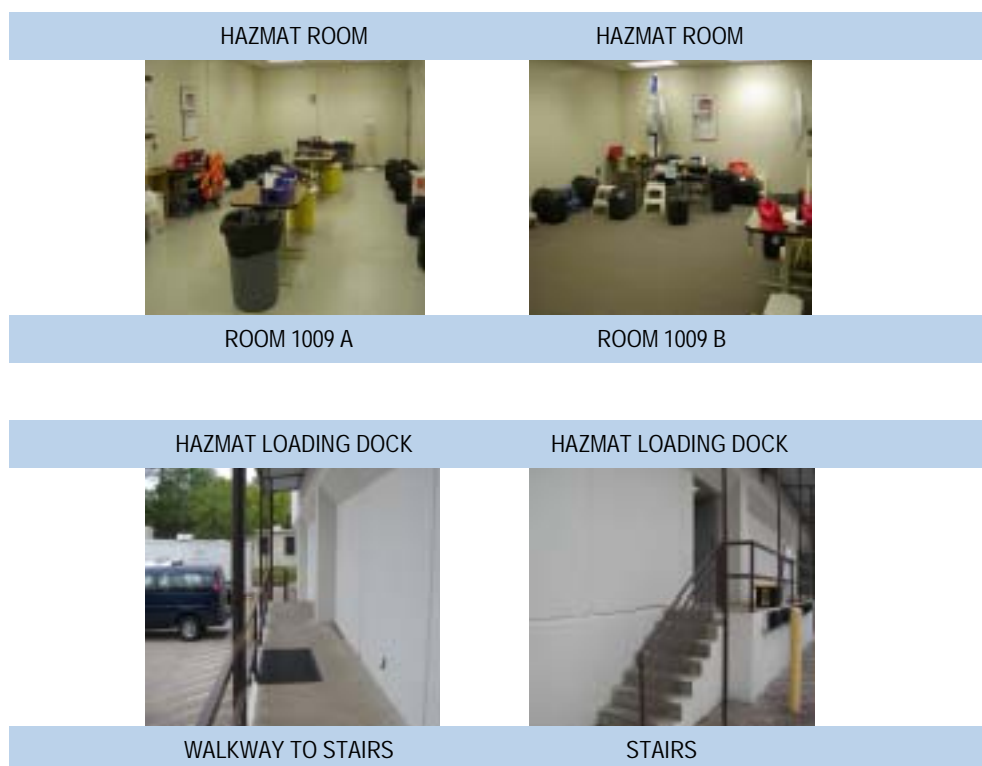 HAZMAT ROOM HAZMAT ROOM
ROOM 1009 A ROOM 1009 B
HAZMAT LOADING DOCK HAZMAT LOADING DOCK
WALKWAY TO STAIRS STAIRS